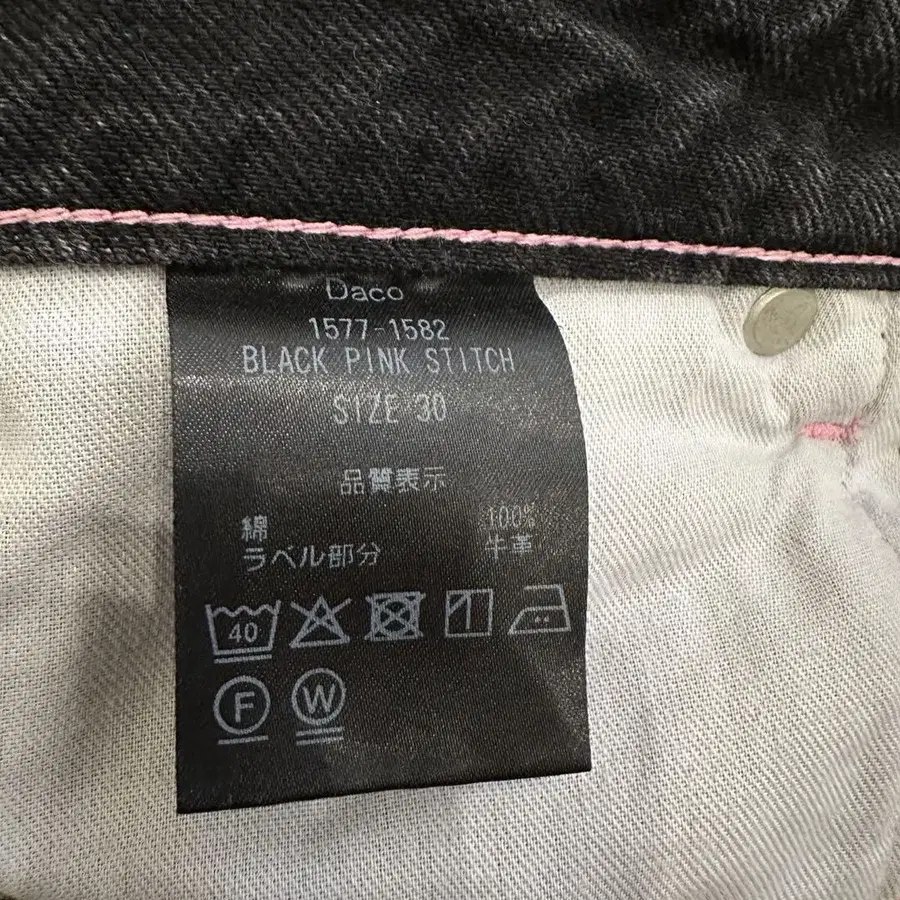 Daco
1577-1582
BLACK PINK STITCH
SIZE 30
品質表示
綿 100%
ラベル部分 牛革
40
F W